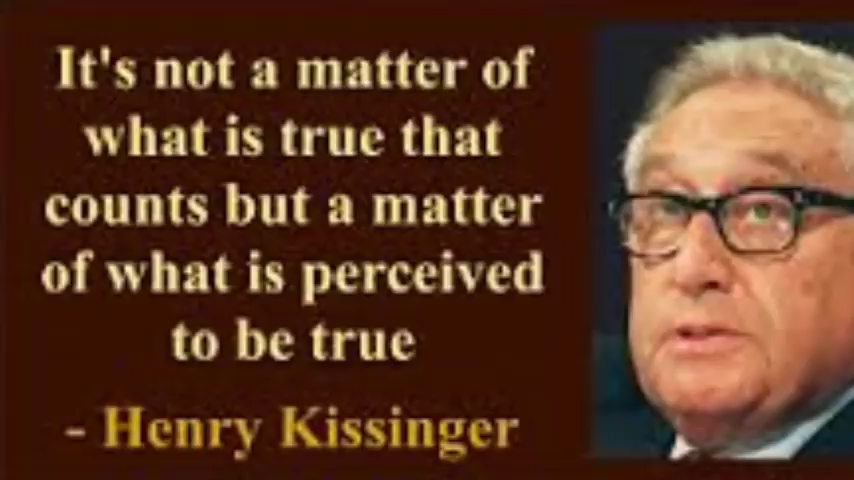 It's not a matter of
what is true that
counts but a matter
of what is perceived
to be true
- Henry Kissinger